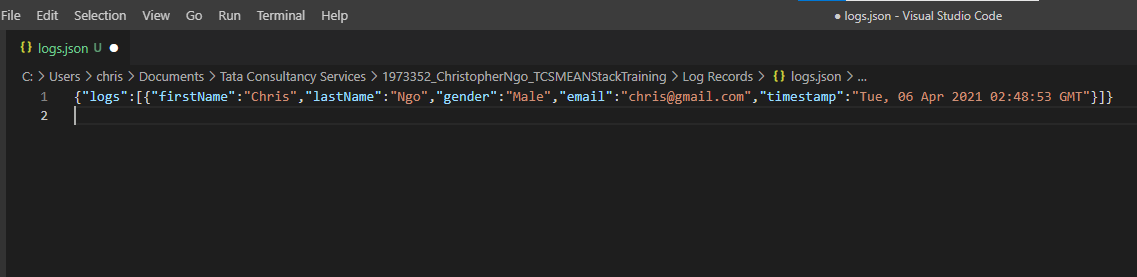 File Edit Selection View Go Run Terminal Help ● logs.json - Visual Studio Code
{} logs.json U ●
C: > Users > chris > Documents > Tata Consultancy Services > 1973352_ChristopherNgo_TCSMEANStackTraining > Log Records > {} logs.json > ...
1 {"logs":[{"firstName":"Chris","lastName":"Ngo","gender":"Male","email":"chris@gmail.com","timestamp":"Tue, 06 Apr 2021 02:48:53 GMT"}]}
2